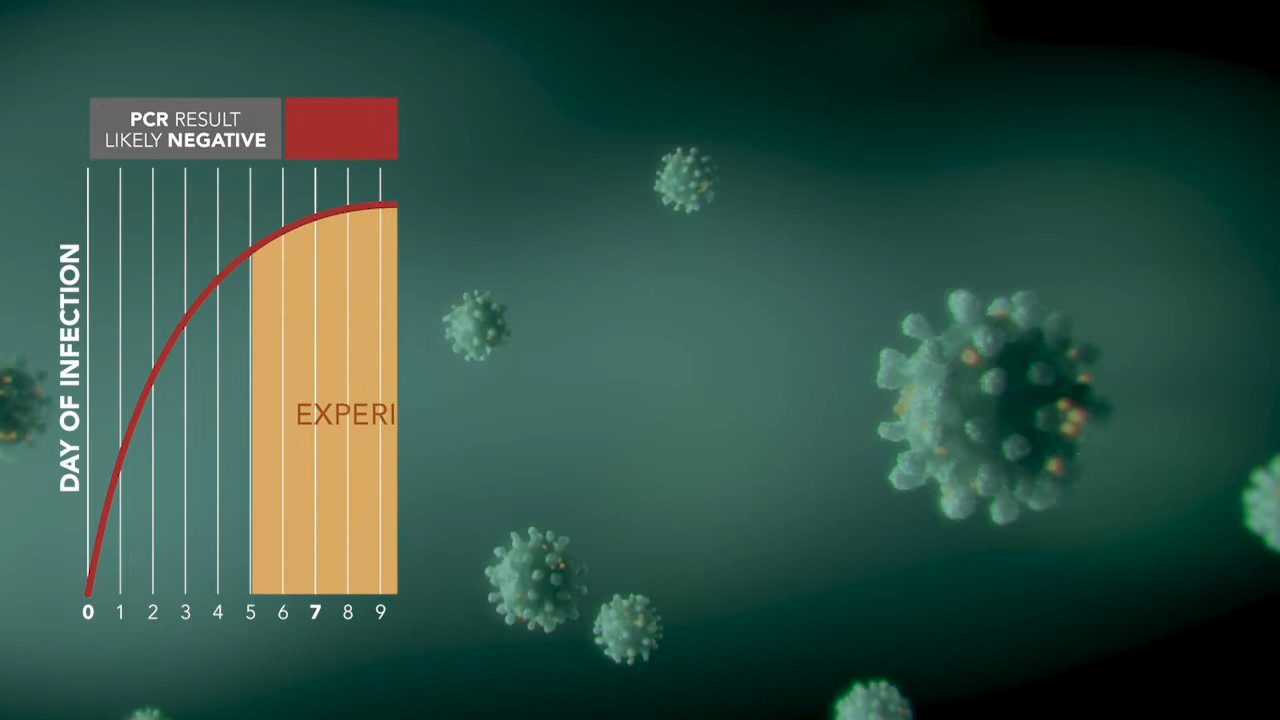 PCR RESULT
LIKELY NEGATIVE
DAY OF INFECTION
EXPERI
0 1 2 3 4 5 6 7 8 9